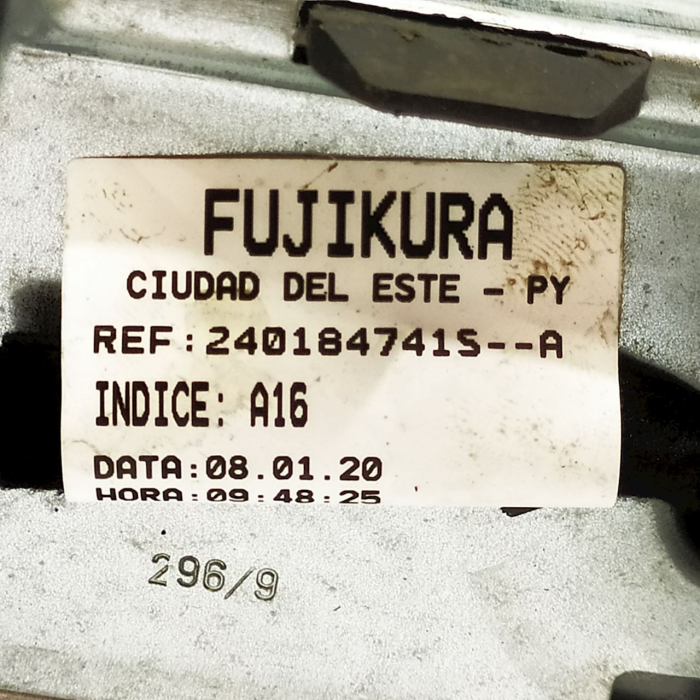 FUJIKURA
CIUDAD DEL ESTE - PY
REF:240184741S--A
INDICE: A16
DATA:08.01.20
HORA:09:48:25
296/9